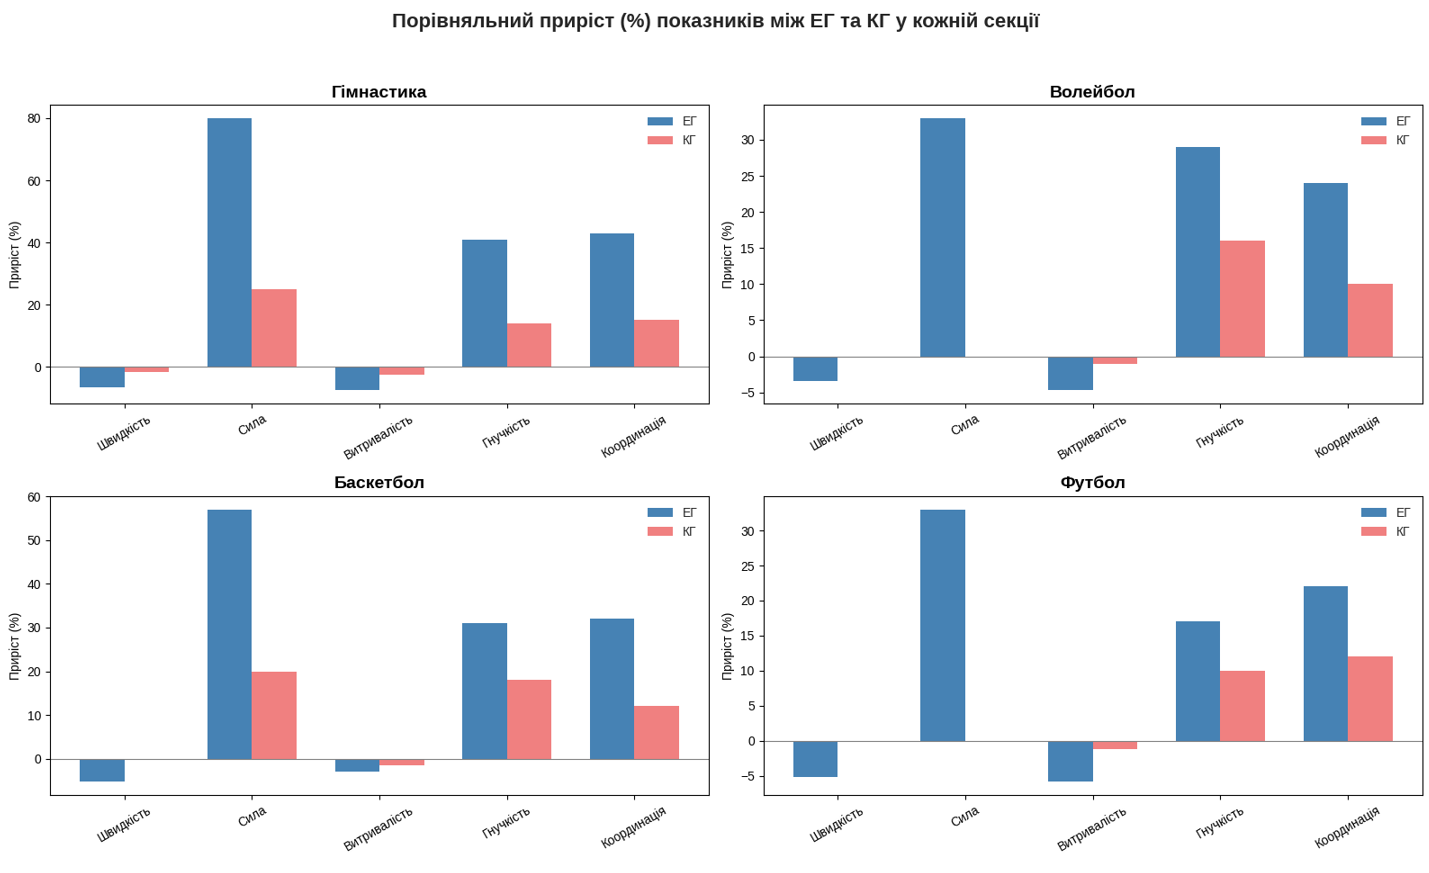 Порівняльний приріст (%) показників між ЕГ та КГ у кожній секції
Гімнастика
ЕГ
КГ
Приріст (%)
80
60
40
20
0
Швидкість
Сила
Витривалість
Гнучкість
Координація
Волейбол
ЕГ
КГ
Приріст (%)
30
25
20
15
10
5
0
−5
Швидкість
Сила
Витривалість
Гнучкість
Координація
Баскетбол
ЕГ
КГ
Приріст (%)
60
50
40
30
20
10
0
Швидкість
Сила
Витривалість
Гнучкість
Координація
Футбол
ЕГ
КГ
Приріст (%)
30
25
20
15
10
5
0
−5
Швидкість
Сила
Витривалість
Гнучкість
Координація